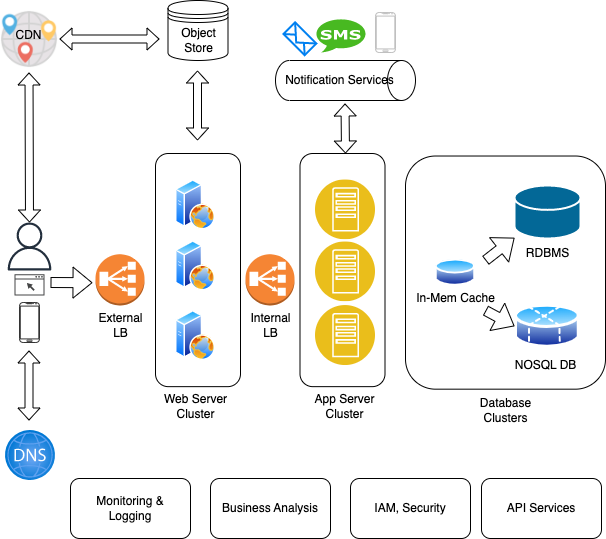 CDN
Object
Store
SMS
Notification Services
External
LB
Internal
LB
RDBMS
In-Mem Cache
NOSQL DB
Web Server
Cluster
App Server
Cluster
Database
Clusters
DNS
Monitoring &
Logging
Business Analysis
IAM, Security
API Services